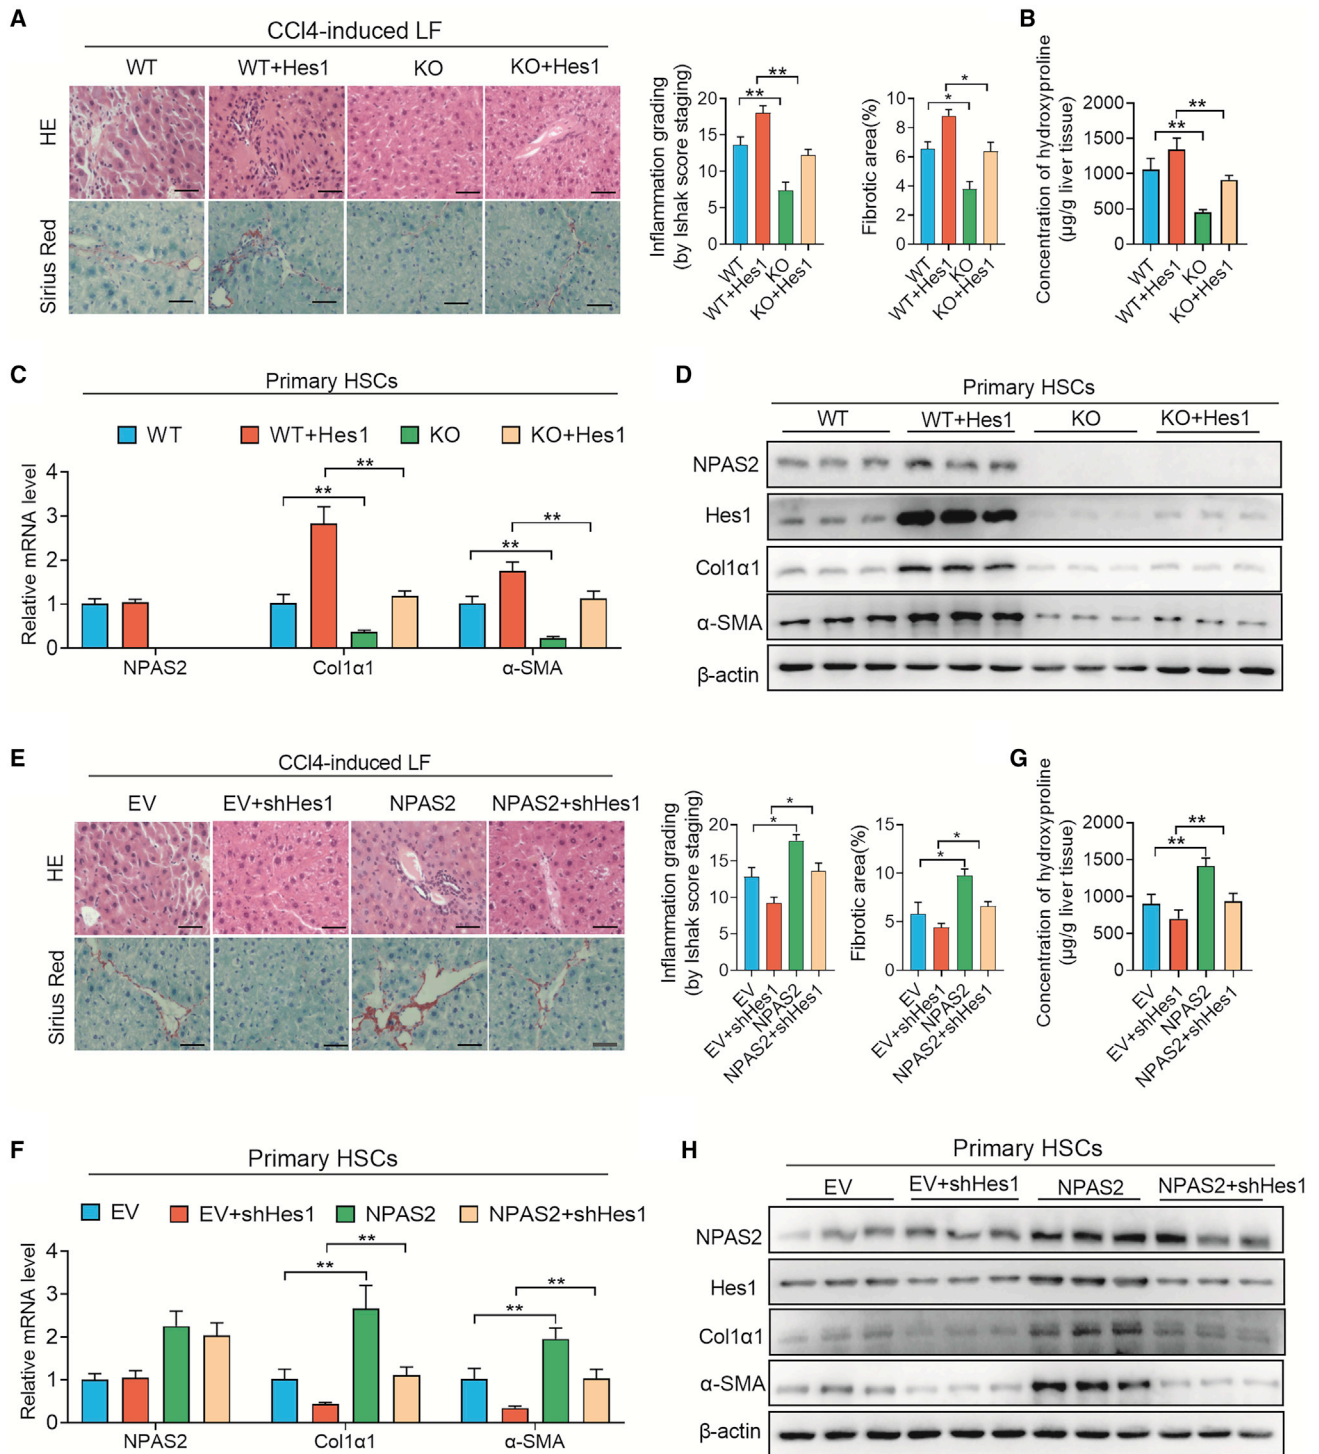 A
CCl4-induced LF
WT WT+Hes1 KO KO+Hes1
HE
Sirius Red
Inflammation grading
(by Ishak score staging)
20
15
10
5
0
** **
WT
WT+Hes1
KO
KO+Hes1
Fibrotic area(%)
10
8
6
4
2
0
* *
WT
WT+Hes1
KO
KO+Hes1
B
Concentration of hydroxyproline
(µg/g liver tissue)
2000
1500
1000
500
0
** **
WT
WT+Hes1
KO
KO+Hes1
C
Primary HSCs
WT WT+Hes1 KO KO+Hes1
Relative mRNA level
4
3
2
1
0
** ** ** **
NPAS2 Col1α1 α-SMA
D
Primary HSCs
WT WT+Hes1 KO KO+Hes1
NPAS2
Hes1
Col1α1
α-SMA
β-actin
E
CCl4-induced LF
EV EV+shHes1 NPAS2 NPAS2+shHes1
HE
Sirius Red
Inflammation grading
(by Ishak score staging)
20
15
10
5
0
* *
EV
EV+shHes1
NPAS2
NPAS2+shHes1
Fibrotic area(%)
15
10
5
0
* *
EV
EV+shHes1
NPAS2
NPAS2+shHes1
G
Concentration of hydroxyproline
(µg/g liver tissue)
2000
1500
1000
500
0
** **
EV
EV+shHes1
NPAS2
NPAS2+shHes1
F
Primary HSCs
EV EV+shHes1 NPAS2 NPAS2+shHes1
Relative mRNA level
4
3
2
1
0
** ** ** **
NPAS2 Col1α1 α-SMA
H
Primary HSCs
EV EV+shHes1 NPAS2 NPAS2+shHes1
NPAS2
Hes1
Col1α1
α-SMA
β-actin